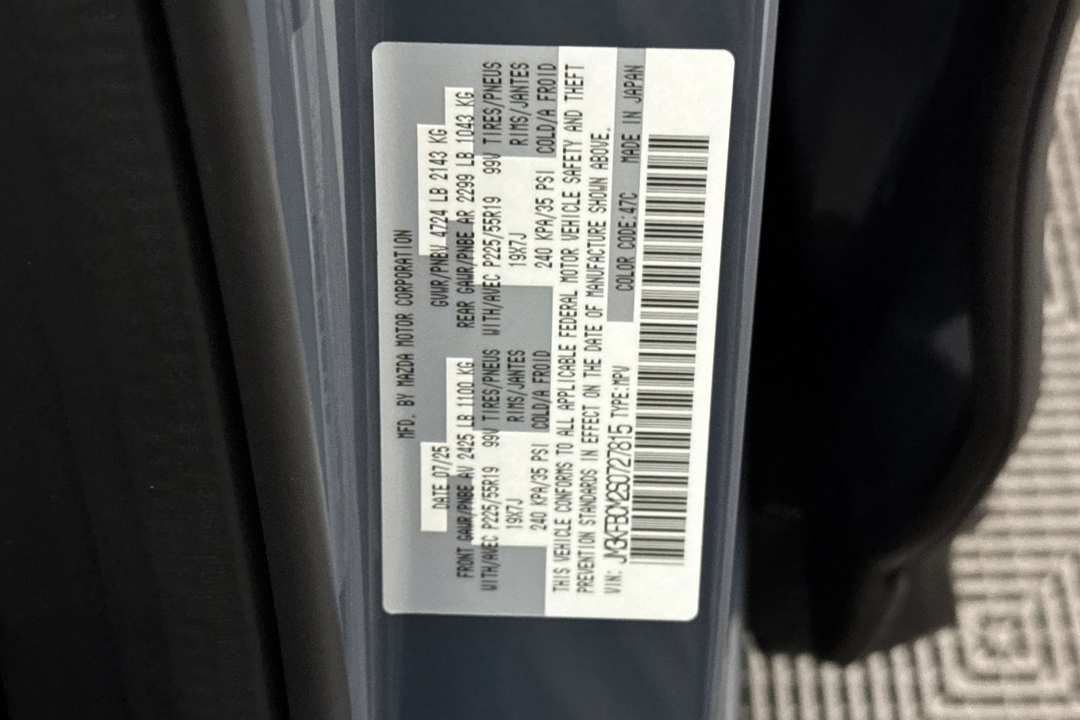 MFD. BY MAZDA MOTOR CORPORATION
DATE 07/25 GVWR/PNBV 4724 LB 2143 KG
FRONT GAWR/PNBE AV 2425 LB 1100 KG REAR GAWR/PNBE AR 2299 LB 1043 KG
WITH/AVEC P225/55R19 99V TIRES/PNEUS WITH/AVEC P225/55R19 99V TIRES/PNEUS
19X7J RIMS/JANTES 19X7J RIMS/JANTES
240 KPA/35 PSI COLD/A FROID 240 KPA/35 PSI COLD/A FROID
THIS VEHICLE CONFORMS TO ALL APPLICABLE FEDERAL MOTOR VEHICLE SAFETY AND THEFT
PREVENTION STANDARDS IN EFFECT ON THE DATE OF MANUFACTURE SHOWN ABOVE.
VIN: JM3KFBCM2S0727815 TYPE:MPV COLOR CODE:47C MADE IN JAPAN